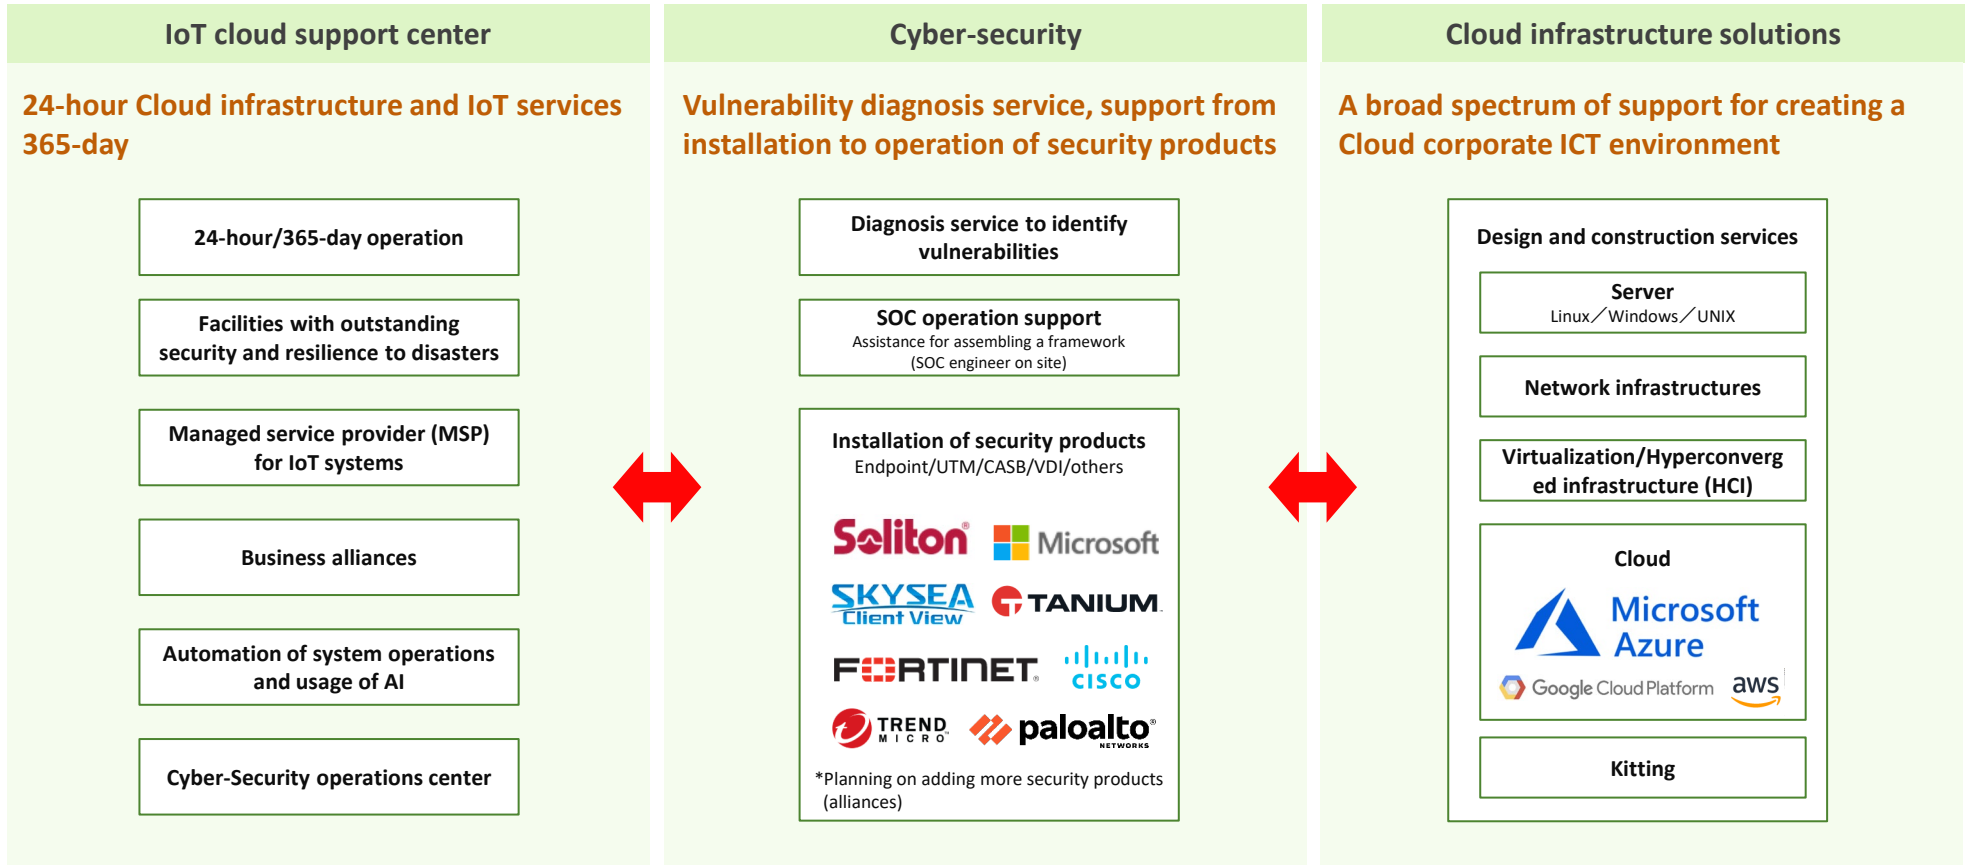 IoT cloud support center
24-hour Cloud infrastructure and IoT services
365-day
24-hour/365-day operation
Facilities with outstanding
security and resilience to disasters
Managed service provider (MSP)
for IoT systems
Business alliances
Automation of system operations
and usage of AI
Cyber-Security operations center
Cyber-security
Vulnerability diagnosis service, support from
installation to operation of security products
Diagnosis service to identify
vulnerabilities
SOC operation support
Assistance for assembling a framework
(SOC engineer on site)
Installation of security products
Endpoint/UTM/CASB/VDI/others
Soliton®
Microsoft
SKYSEA
Client View
TANIUM
FORTINET®
CISCO
TREND
MICRO
paloalto®
NETWORKS
*Planning on adding more security products
(alliances)
Cloud infrastructure solutions
A broad spectrum of support for creating a
Cloud corporate ICT environment
Design and construction services
Server
Linux／Windows／UNIX
Network infrastructures
Virtualization/Hyperconverg
ed infrastructure (HCI)
Cloud
Microsoft
Azure
Google Cloud Platform
aws
Kitting